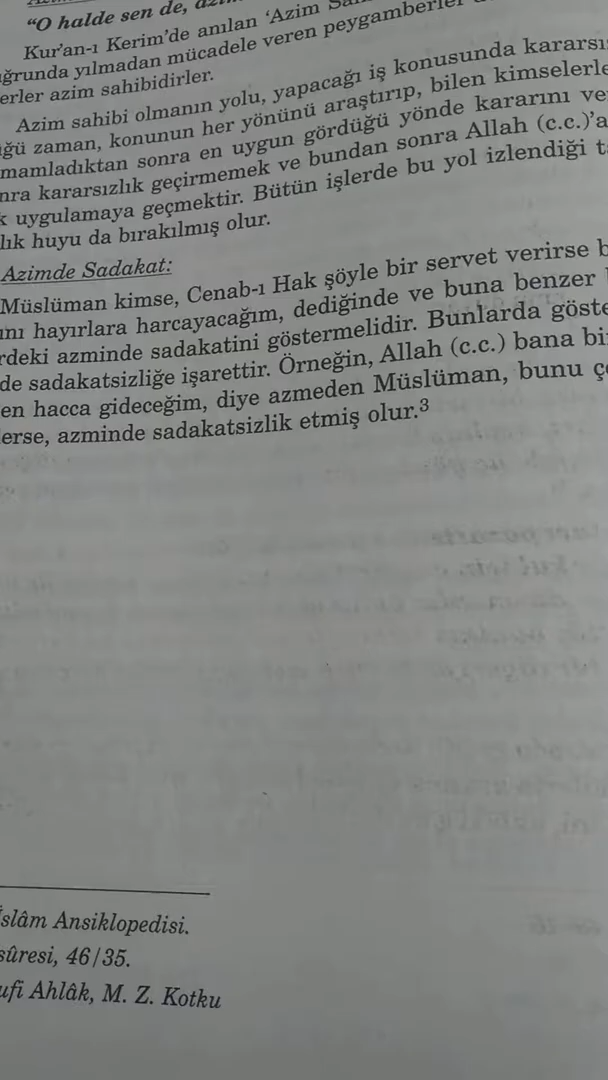 “O halde sen de,
Kur'an-ı Kerim'de anılan ‘Azim
ğrunda yılmadan mücadele veren peygamberler
erler azim sahibidirler.
Azim sahibi olmanın yolu, yapacağı iş konusunda kararsı
ğü zaman, konunun her yönünü araştırıp, bilen kimselerle
mamladıktan sonra en uygun gördüğü yönde kararını ve
nra kararsızlık geçirmemek ve bundan sonra Allah (c.c.)'a
k uygulamaya geçmektir. Bütün işlerde bu yol izlendiği t
lık huyu da bırakılmış olur.
Azimde Sadakat:
Müslüman kimse, Cenab-ı Hak şöyle bir servet verirse b
ını hayırlara harcayacağım, dediğinde ve buna benzer
rdeki azminde sadakatini göstermelidir. Bunlarda göste
de sadakatsizliğe işarettir. Örneğin, Allah (c.c.) bana bi
en hacca gideceğim, diye azmeden Müslüman, bunu ç
erse, azminde sadakatsizlik etmiş olur.³
İslâm Ansiklopedisi.
sûresi, 46/35.
ufi Ahlâk, M. Z. Kotku